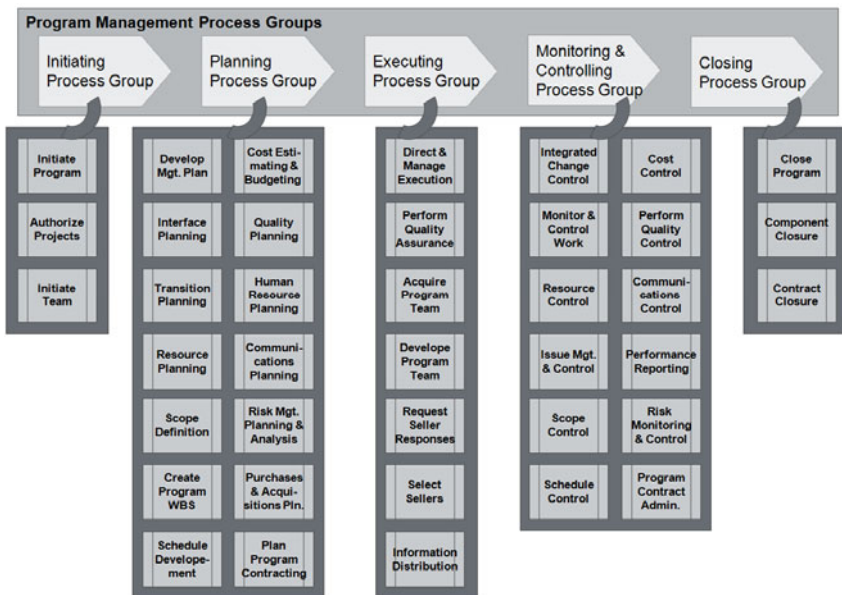 Program Management Process Groups
Initiating
Process Group
Planning
Process Group
Executing
Process Group
Monitoring &
Controlling
Process Group
Closing
Process Group
Initiate
Program
Authorize
Projects
Initiate
Team
Develop
Mgt. Plan
Cost Esti-
mating &
Budgeting
Interface
Planning
Quality
Planning
Transition
Planning
Human
Resource
Planning
Resource
Planning
Communi-
cations
Planning
Scope
Definition
Risk Mgt.
Planning &
Analysis
Create
Program
WBS
Purchases
& Acqui-
sitions Pln.
Schedule
Develope-
ment
Plan
Program
Contracting
Direct &
Manage
Execution
Perform
Quality
Assurance
Acquire
Program
Team
Develope
Program
Team
Request
Seller
Responses
Select
Sellers
Information
Distribution
Integrated
Change
Control
Cost
Control
Monitor &
Control
Work
Perform
Quality
Control
Resource
Control
Communi-
cations
Control
Issue Mgt.
& Control
Performance
Reporting
Scope
Control
Risk
Monitoring
& Control
Schedule
Control
Program
Contract
Admin.
Close
Program
Component
Closure
Contract
Closure